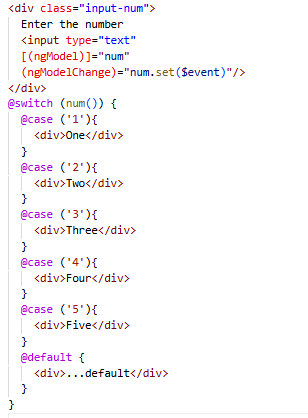 <div class="input-num">
Enter the number
<input type="text"
[(ngModel)]="num"
(ngModelChange)="num.set($event)"/>
</div>
@switch (num()) {
@case ('1'){
<div>One</div>
}
@case ('2'){
<div>Two</div>
}
@case ('3'){
<div>Three</div>
}
@case ('4'){
<div>Four</div>
}
@case ('5'){
<div>Five</div>
}
@default {
<div>...default</div>
}
}